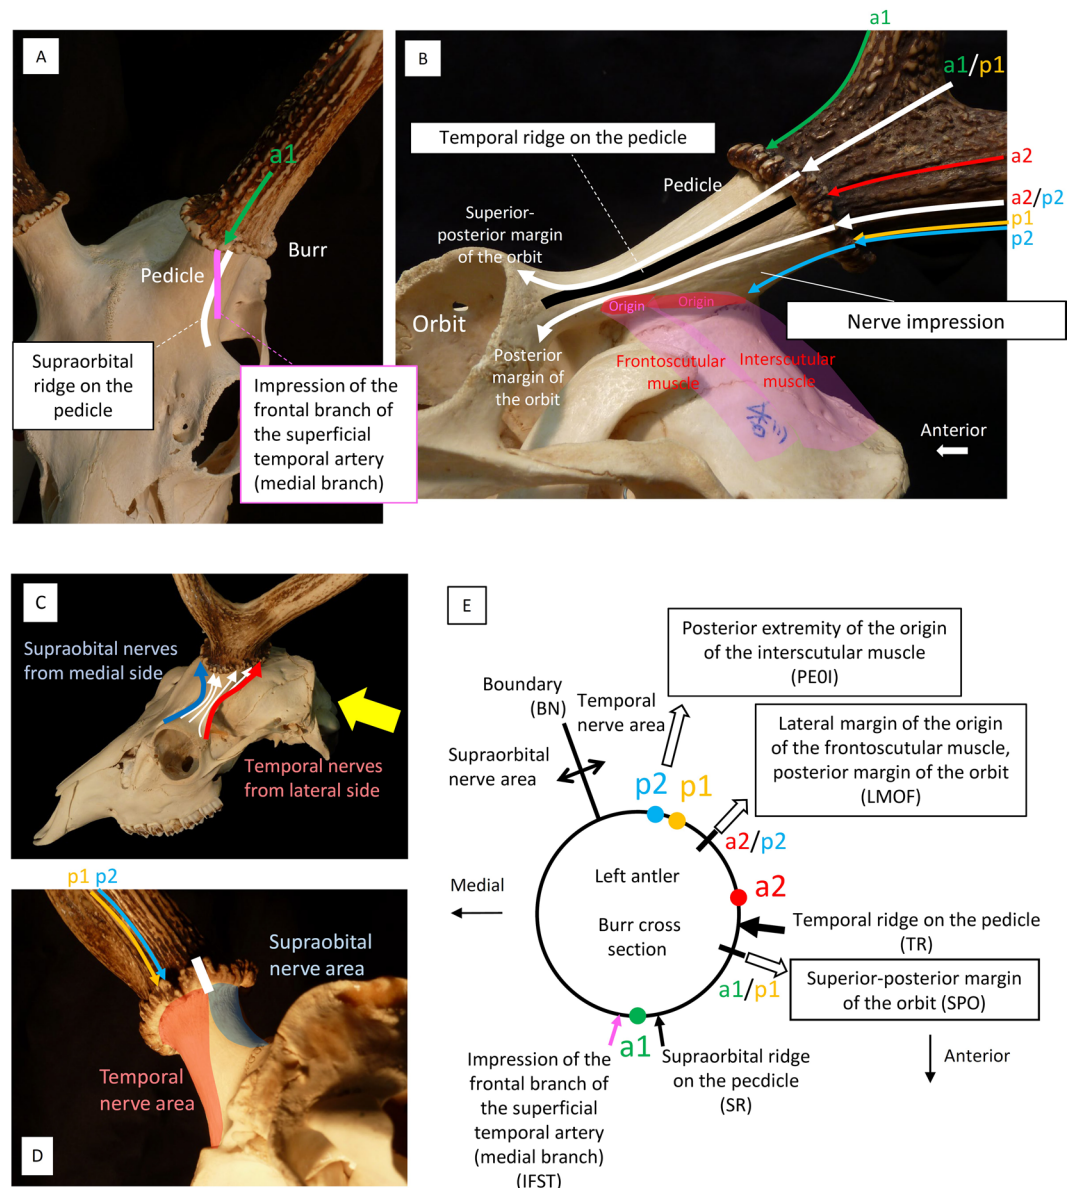 A
a1
Burr
Pedicle
Supraorbital
ridge on the
pedicle
Impression of the
frontal branch of
the superficial
temporal artery
(medial branch)
B
a1
a1/p1
Temporal ridge on the pedicle
a2
Pedicle
a2/p2
p1
p2
Superior-
posterior margin
of the orbit
Origin
Origin
Orbit
Nerve impression
Posterior
margin of
the orbit
Frontoscutular
muscle
Interscutular
muscle
Anterior
C
Supraobital nerves
from medial side
Temporal nerves
from lateral side
p1 p2
Supraobital
nerve area
Temporal
nerve area
D
E
Posterior extremity of the origin
of the interscutular muscle
(PE0I)
Boundary
(BN)
Temporal
nerve area
Supraorbital
nerve area
Lateral margin of the origin
of the frontoscutular muscle,
posterior margin of the orbit
(LMOF)
p2 p1
a2/p2
Left antler
a2
Medial
Burr cross
section
Temporal ridge on the pedicle
(TR)
a1/p1
Superior-posterior margin
of the orbit (SPO)
a1
Anterior
Impression of the
frontal branch of
the superficial
temporal artery
(medial branch)
(IFST)
Supraorbital ridge
on the pecdicle
(SR)